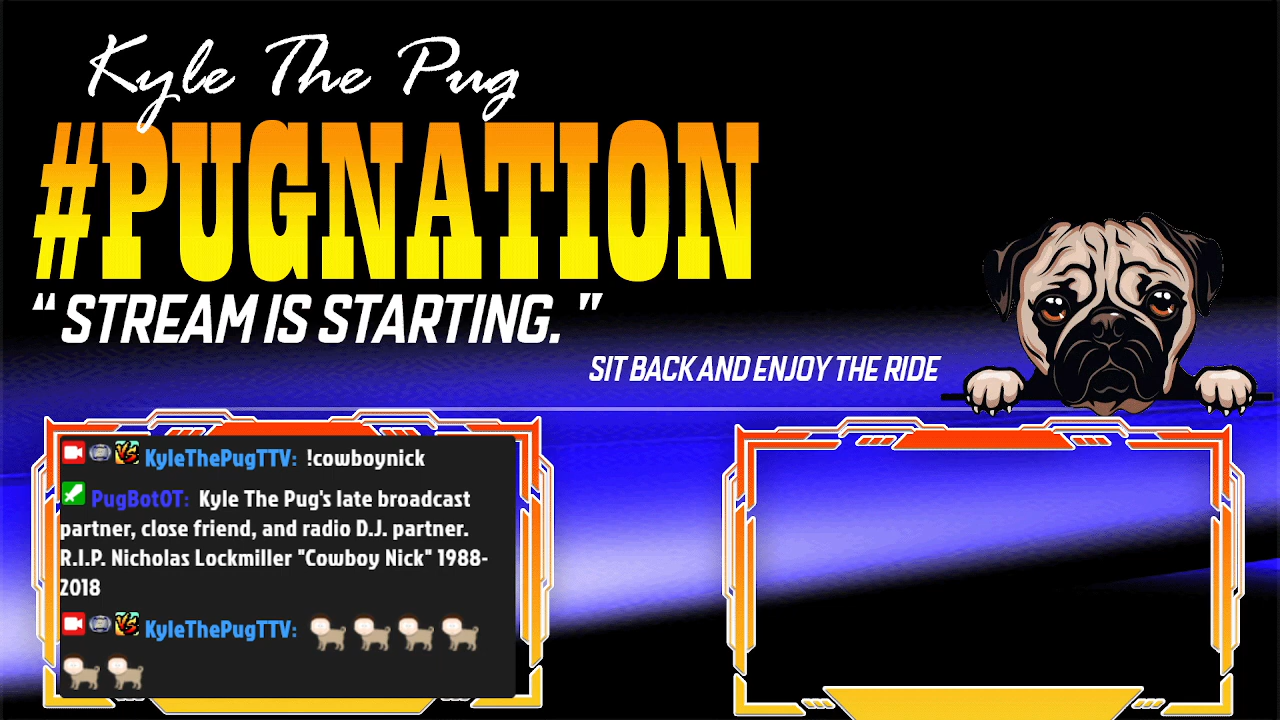 Kyle The Pug
#PUGNATION
“ STREAM IS STARTING. ”
SIT BACK AND ENJOY THE RIDE
KyleThePugTTV: !cowboynick
PugBotOT: Kyle The Pug's late broadcast
partner, close friend, and radio D.J. partner.
R.I.P. Nicholas Lockmiller "Cowboy Nick" 1988-
2018
KyleThePugTTV: